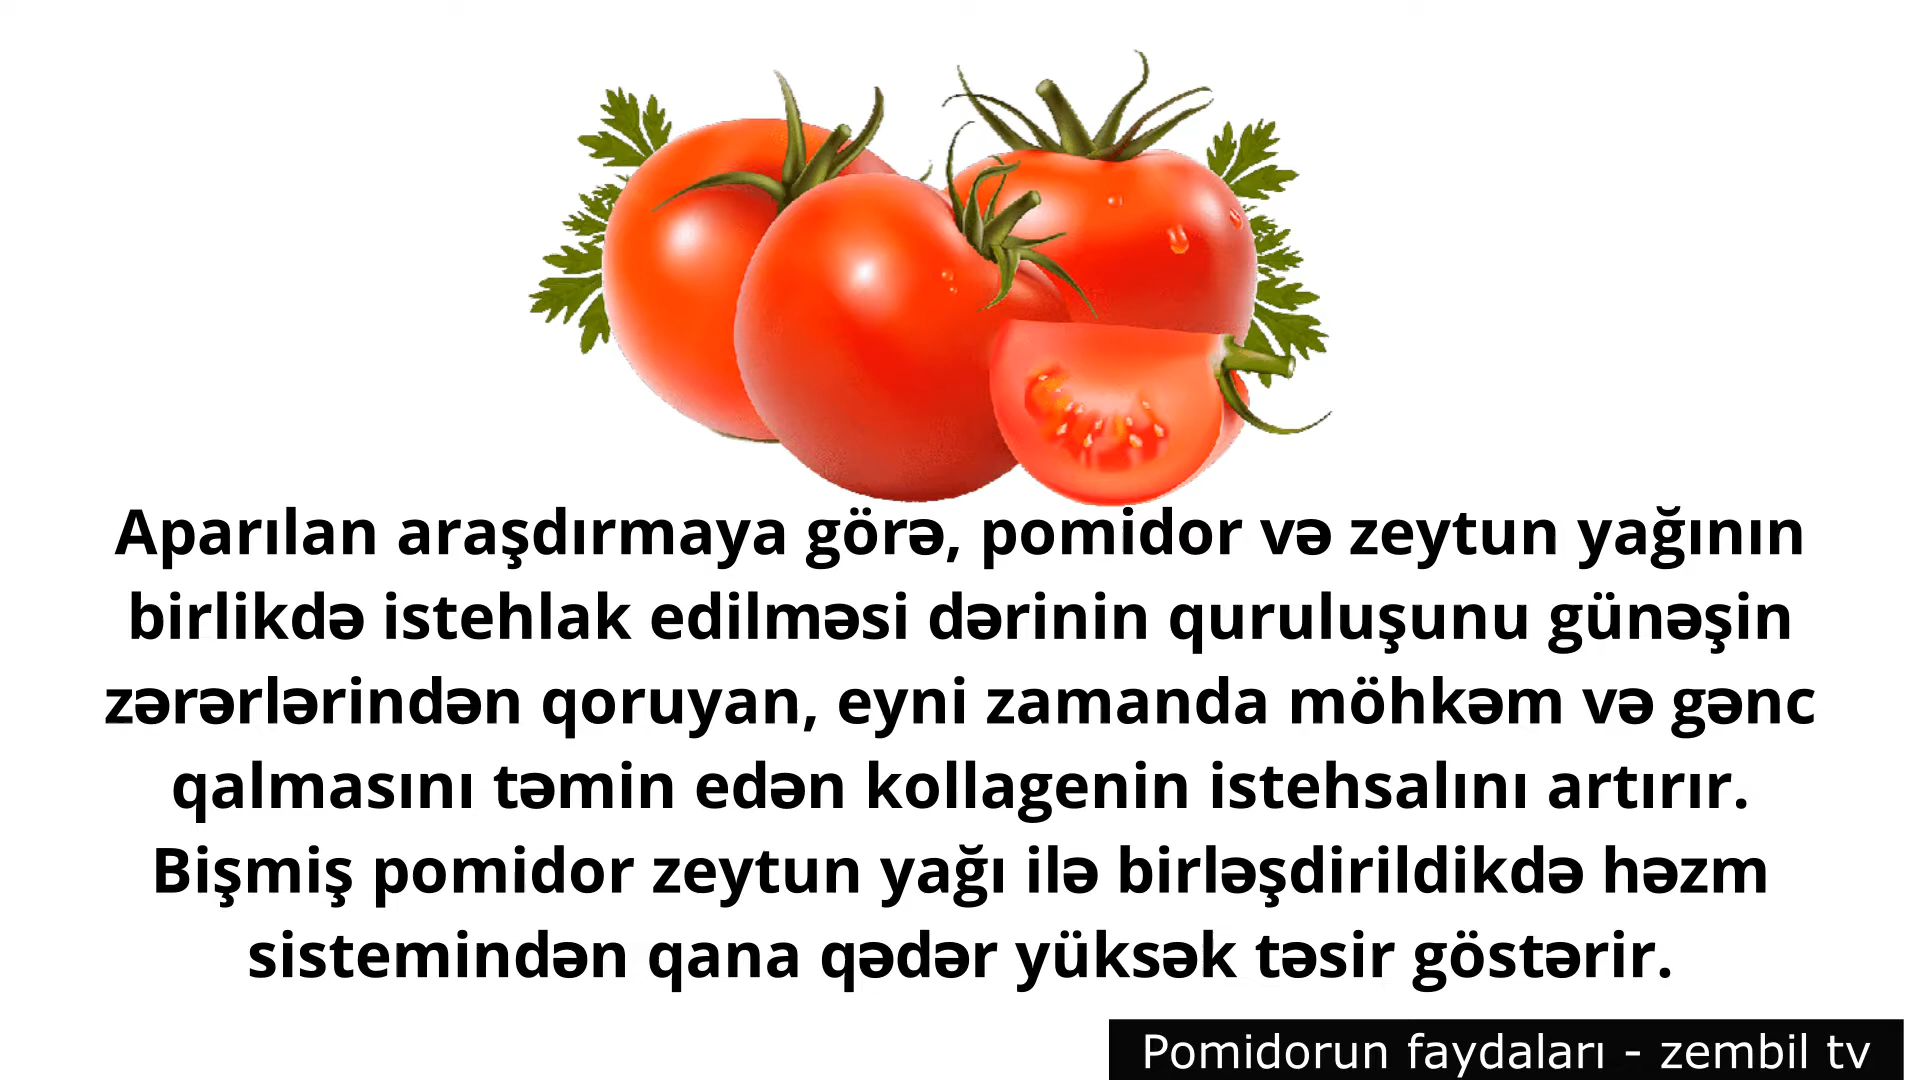 Aparılan araşdırmaya görə, pomidor və zeytun yağının
birlikdə istehlak edilməsi dərinin quruluşunu günəşin
zərərlərindən qoruyan, eyni zamanda möhkəm və gənc
qalmasını təmin edən kollagenin istehsalını artırır.
Bişmiş pomidor zeytun yağı ilə birləşdirildikdə həzm
sistemindən qana qədər yüksək təsir göstərir.
Pomidorun faydaları - zembil tv